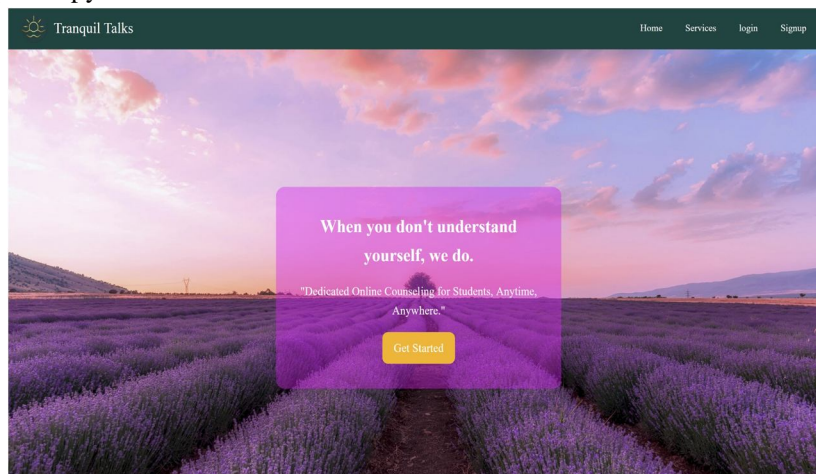 Tranquil Talks
Home Services login Signup
When you don't understand
yourself, we do.
"Dedicated Online Counseling for Students, Anytime,
Anywhere."
Get Started